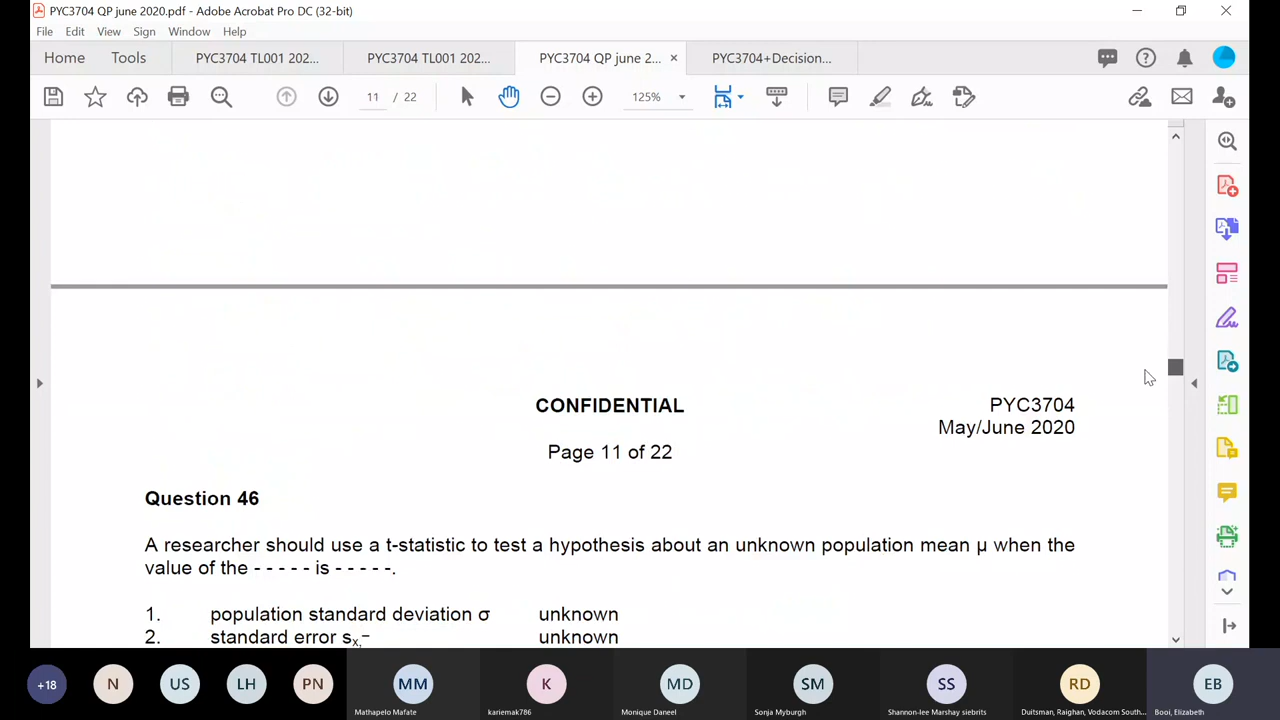 PYC3704 QP june 2020.pdf - Adobe Acrobat Pro DC (32-bit)
File Edit View Sign Window Help
Home Tools PYC3704 TL001 202... PYC3704 TL001 202... PYC3704 QP june 2... × PYC3704+Decision...
11 / 22 125%
CONFIDENTIAL PYC3704
May/June 2020
Page 11 of 22
Question 46
A researcher should use a t-statistic to test a hypothesis about an unknown population mean μ when the
value of the - - - - - is - - - - -.
1. population standard deviation σ unknown
2. standard error sx,‾ unknown
+18 N US LH PN MM K MD SM SS RD EB
Mathapelo Mafate kariemak786 Monique Daneel Sonja Myburgh Shannon-lee Marshay siebrits Duitsman, Raighan, Vodacom South... Booi, Elizabeth